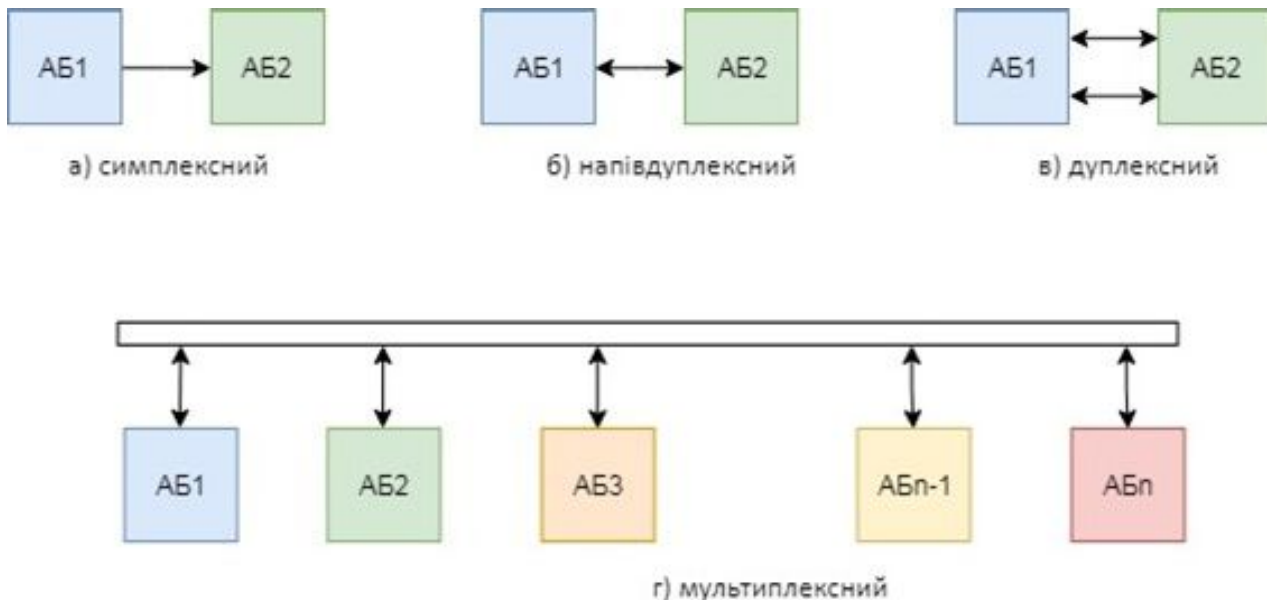 АБ1
АБ2
АБ1
АБ2
АБ1
АБ2
а) симплексний
б) напівдуплексний
в) дуплексний
АБ1
АБ2
АБ3
АБn-1
АБn
г) мультиплексний